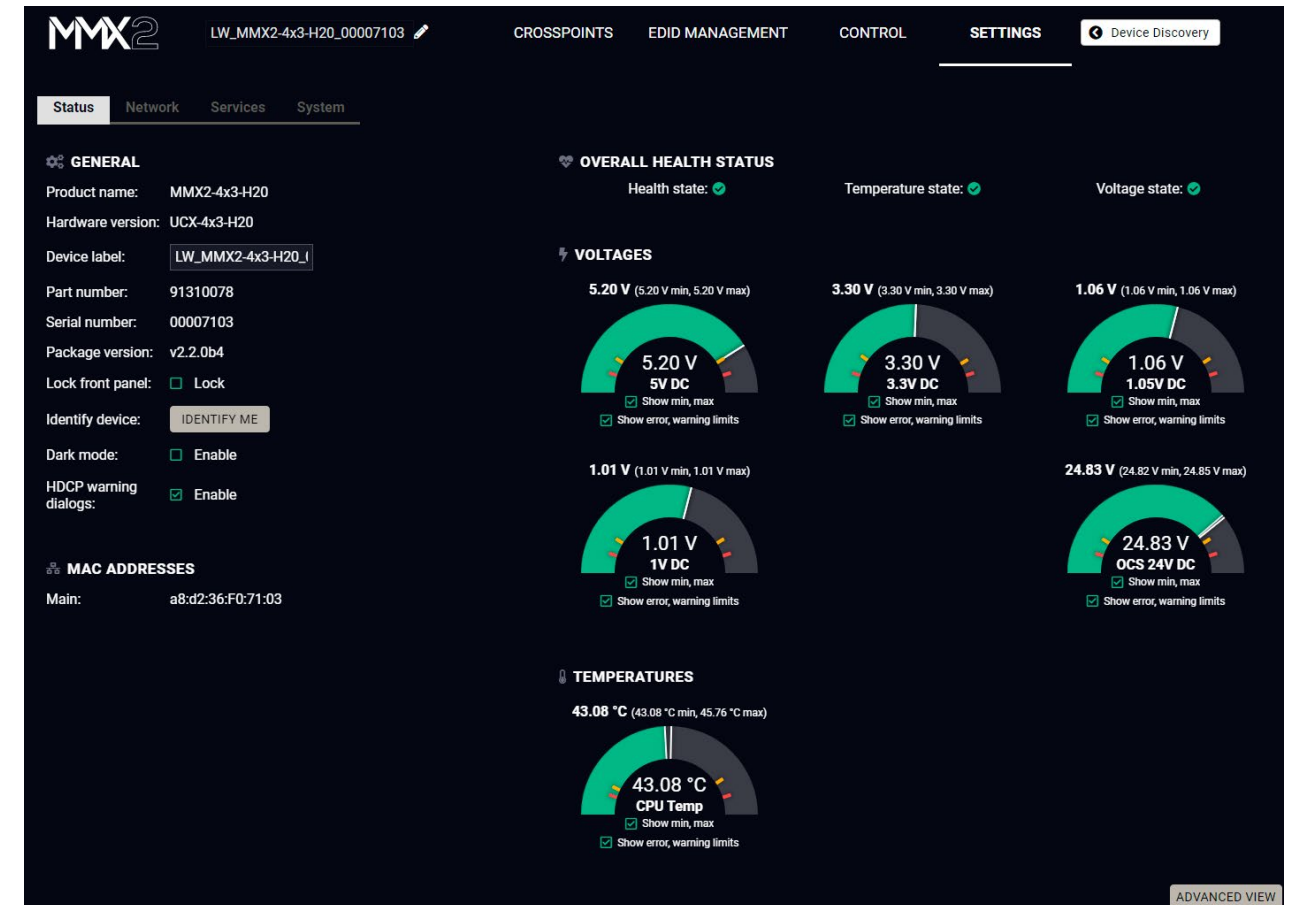 MMX2 LW_MMX2-4x3-H20_00007103 CROSSPOINTS EDID MANAGEMENT CONTROL SETTINGS Device Discovery
Status Network Services System
GENERAL
Product name: MMX2-4x3-H20
Hardware version: UCX-4x3-H20
Device label: LW_MMX2-4x3-H20_(
Part number: 91310078
Serial number: 00007103
Package version: v2.2.0b4
Lock front panel: Lock
Identify device: IDENTIFY ME
Dark mode: Enable
HDCP warning
dialogs: Enable
MAC ADDRESSES
Main: a8:d2:36:F0:71:03
OVERALL HEALTH STATUS
Health state: Temperature state: Voltage state:
VOLTAGES
5.20 V (5.20 V min, 5.20 V max)
5.20 V
5V DC
Show min, max
Show error, warning limits
3.30 V (3.30 V min, 3.30 V max)
3.30 V
3.3V DC
Show min, max
Show error, warning limits
1.06 V (1.06 V min, 1.06 V max)
1.06 V
1.05V DC
Show min, max
Show error, warning limits
1.01 V (1.01 V min, 1.01 V max)
1.01 V
1V DC
Show min, max
Show error, warning limits
24.83 V (24.82 V min, 24.85 V max)
24.83 V
OCS 24V DC
Show min, max
Show error, warning limits
TEMPERATURES
43.08 °C (43.08 °C min, 45.76 °C max)
43.08 °C
CPU Temp
Show min, max
Show error, warning limits
ADVANCED VIEW